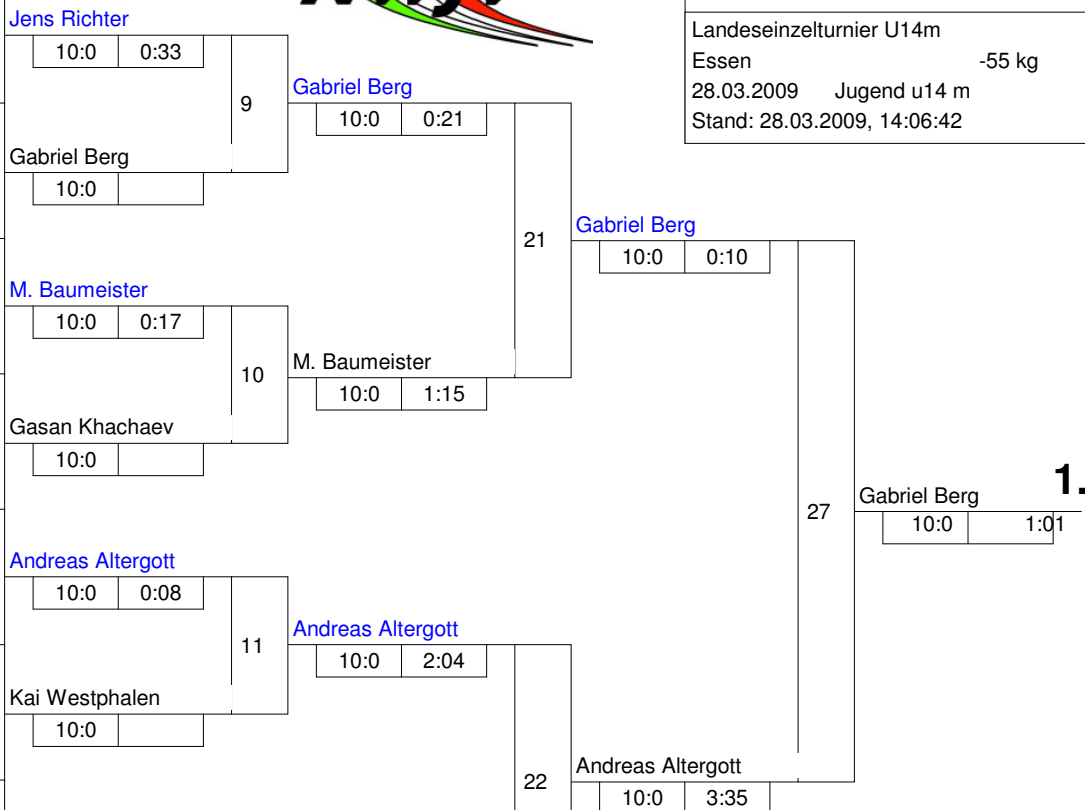 Jens Richter
10:0 0:33
9
Gabriel Berg
10:0
Gabriel Berg
10:0 0:21
M. Baumeister
10:0 0:17
10
Gasan Khachaev
10:0
M. Baumeister
10:0 1:15
21
Gabriel Berg
10:0 0:10
Andreas Altergott
10:0 0:08
11
Kai Westphalen
10:0
Andreas Altergott
10:0 2:04
22
Andreas Altergott
10:0 3:35
27
Gabriel Berg 1.
10:0 1:01
Landeseinzelturnier U14m
Essen -55 kg
28.03.2009 Jugend u14 m
Stand: 28.03.2009, 14:06:42